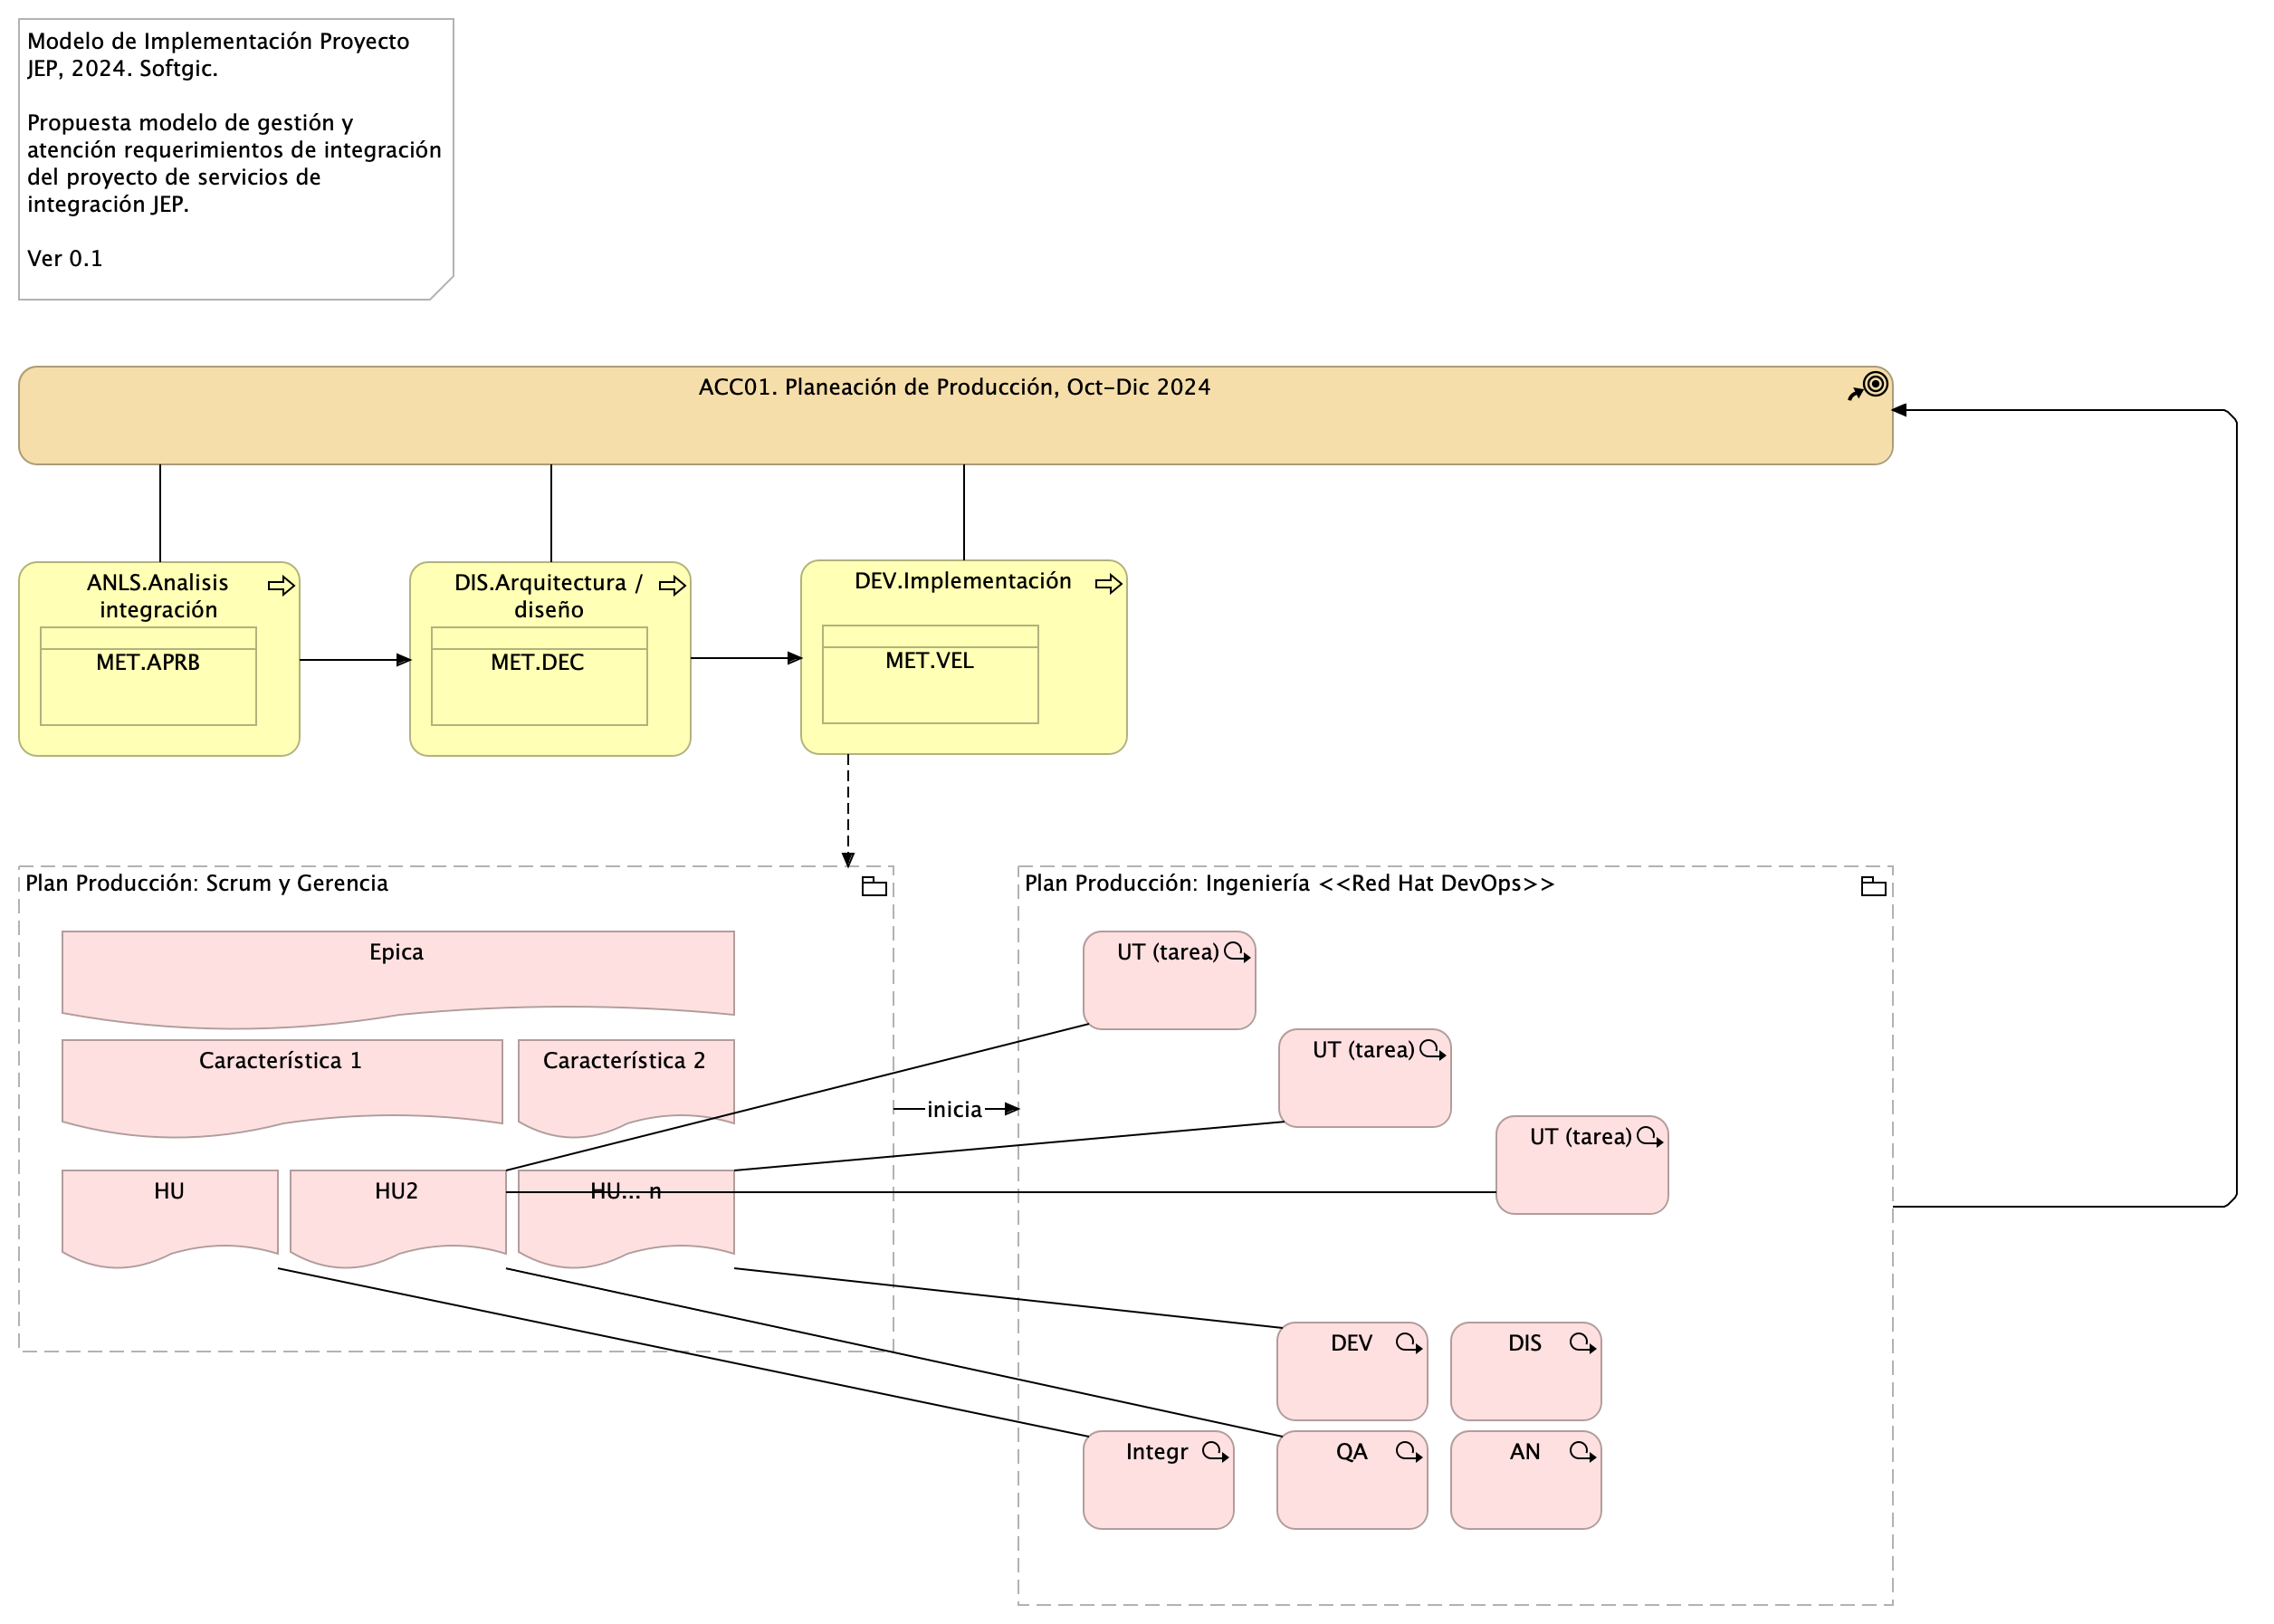 Modelo de Implementación Proyecto
JEP, 2024. Softgic.
Propuesta modelo de gestión y
atención requerimientos de integración
del proyecto de servicios de
integración JEP.
Ver 0.1
ACC01. Planeación de Producción, Oct-Dic 2024
ANLS.Analisis
integración
MET.APRB
DIS.Arquitectura /
diseño
MET.DEC
DEV.Implementación
MET.VEL
Plan Producción: Scrum y Gerencia
Epica
Característica 1
Característica 2
HU
HU2
HU... n
inicia
Plan Producción: Ingeniería <<Red Hat DevOps>>
UT (tarea)
UT (tarea)
UT (tarea)
DEV
DIS
Integr
QA
AN